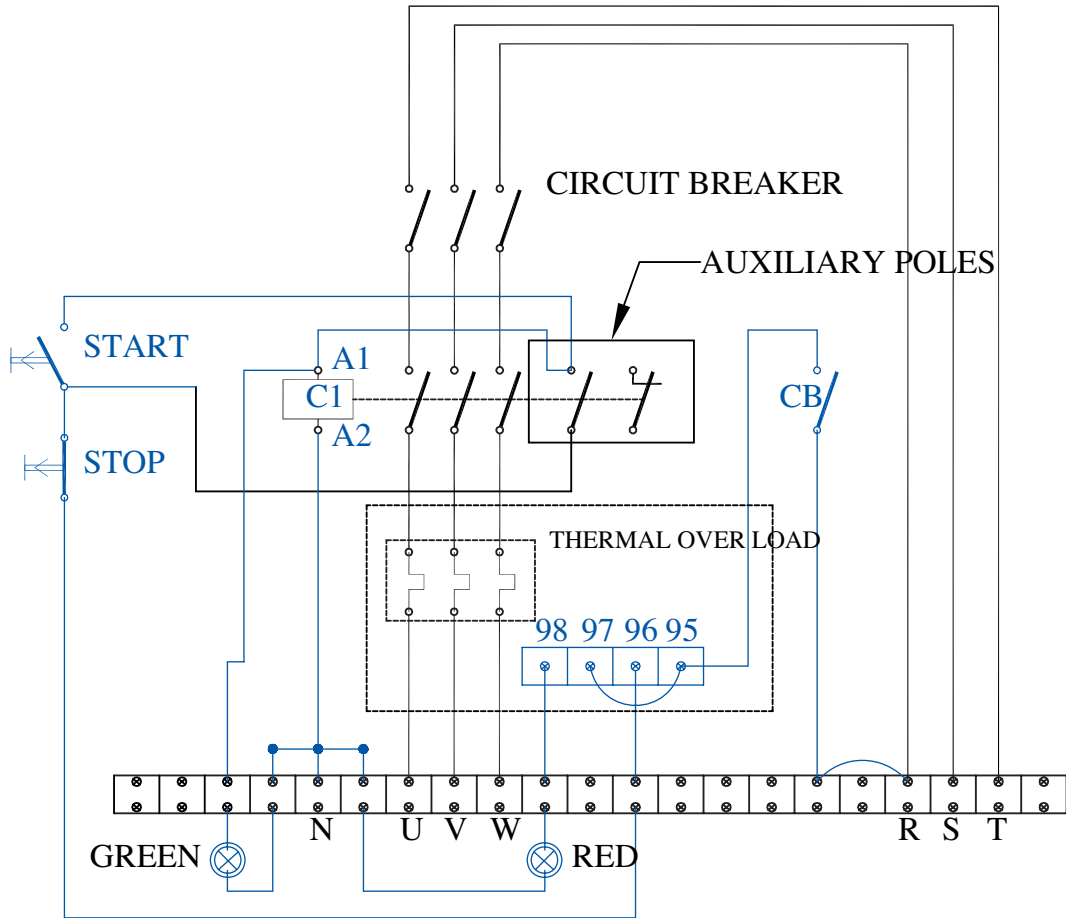 CIRCUIT BREAKER
AUXILIARY POLES
START
A1
C1
CB
A2
STOP
THERMAL OVER LOAD
98 97 96 95
N U V W R S T
GREEN RED